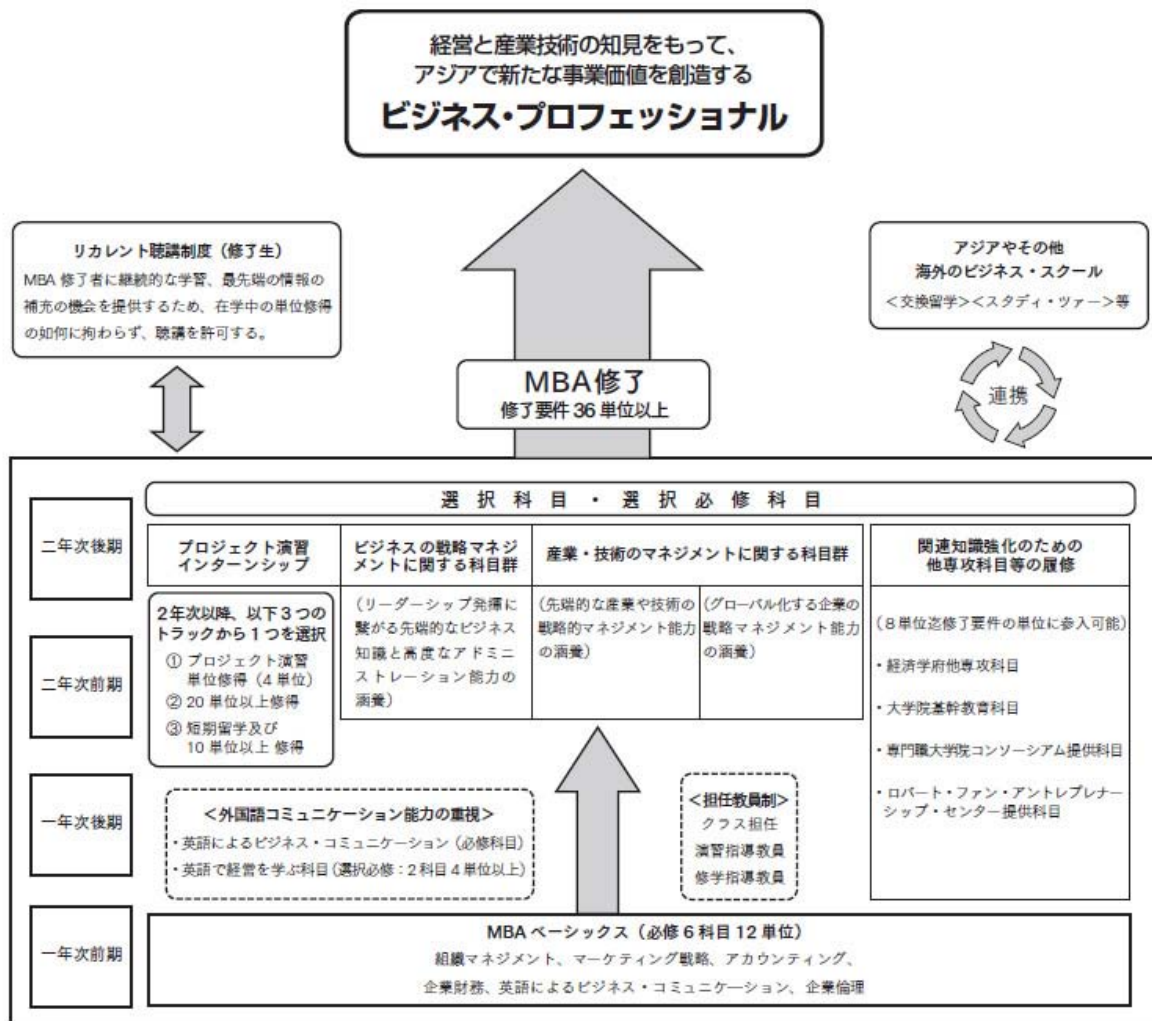 経営と産業技術の知見をもって、
アジアで新たな事業価値を創造する
ビジネス・プロフェッショナル
リカレント聴講制度（修了生）
MBA 修了者に継続的な学習、最先端の情報の
補充の機会を提供するため、在学中の単位修得
の如何に拘わらず、聴講を許可する。
アジアやその他
海外のビジネス・スクール
＜交換留学＞＜スタディ・ツァー＞等
連携
MBA修了
修了要件 36 単位以上
選択科目・選択必修科目
二年次後期
二年次前期
一年次後期
一年次前期
プロジェクト演習
インターンシップ
2年次以降、以下3つの
トラックから1つを選択
① プロジェクト演習
単位修得（4 単位）
② 20 単位以上修得
③ 短期留学及び
10 単位以上 修得
ビジネスの戦略マネジ
メントに関する科目群
（リーダーシップ発揮に
繋がる先端的なビジネス
知識と高度なアドミニ
ストレーション能力の
涵養）
産業・技術のマネジメントに関する科目群
（先端的な産業や技術の
戦略的マネジメント能力
の涵養）
（グローバル化する企業の
戦略マネジメント能力
の涵養）
関連知識強化のための
他専攻科目等の履修
（8 単位迄修了要件の単位に参入可能）
・経済学府他専攻科目
・大学院基幹教育科目
・専門職大学院コンソーシアム提供科目
・ロバート・ファン・アントレプレナー
シップ・センター提供科目
＜外国語コミュニケーション能力の重視＞
・英語によるビジネス・コミュニケーション（必修科目）
・英語で経営を学ぶ科目（選択必修：2 科目 4 単位以上）
＜担任教員制＞
クラス担任
演習指導教員
修学指導教員
MBA ベーシックス（必修 6 科目 12 単位）
組織マネジメント、マーケティング戦略、アカウンティング、
企業財務、英語によるビジネス・コミュニケーション、企業倫理